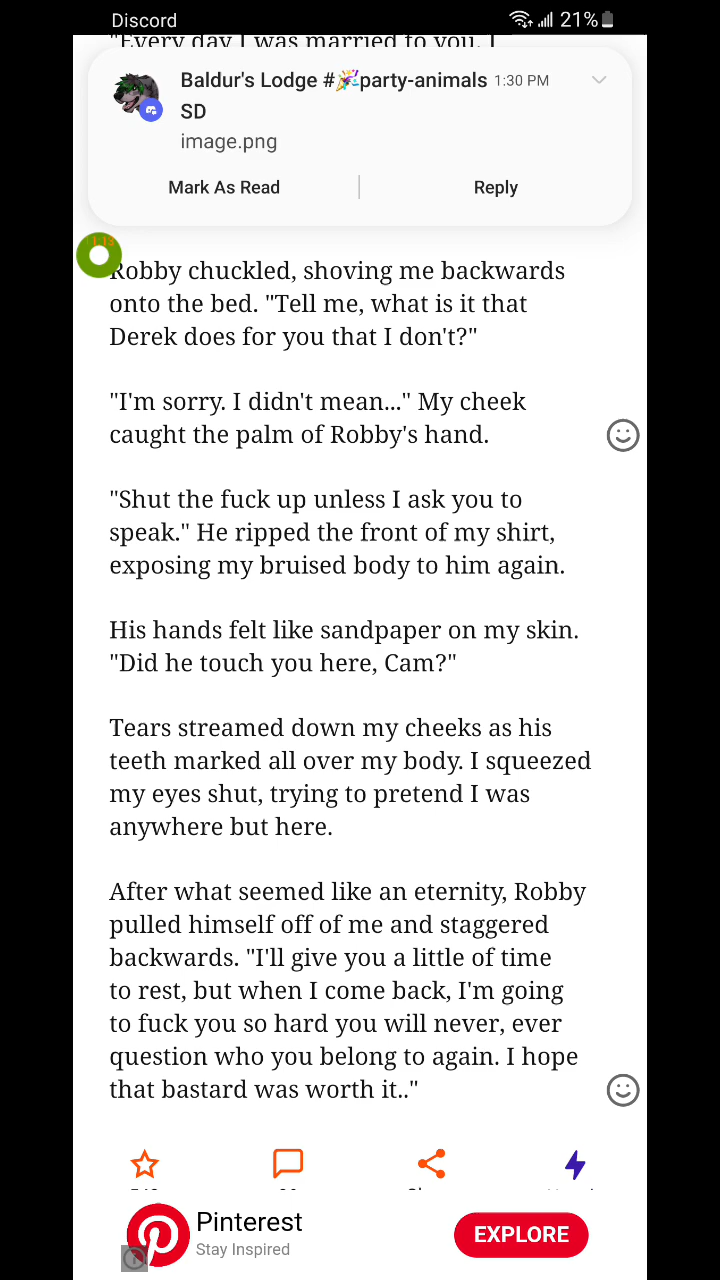 Discord
21%
"Every day I was married to you, I
Baldur's Lodge #🎉party-animals 1:30 PM
SD
image.png
Mark As Read
Reply
Robby chuckled, shoving me backwards
onto the bed. "Tell me, what is it that
Derek does for you that I don't?"
"I'm sorry. I didn't mean..." My cheek
caught the palm of Robby's hand.
"Shut the fuck up unless I ask you to
speak." He ripped the front of my shirt,
exposing my bruised body to him again.
His hands felt like sandpaper on my skin.
"Did he touch you here, Cam?"
Tears streamed down my cheeks as his
teeth marked all over my body. I squeezed
my eyes shut, trying to pretend I was
anywhere but here.
After what seemed like an eternity, Robby
pulled himself off of me and staggered
backwards. "I'll give you a little of time
to rest, but when I come back, I'm going
to fuck you so hard you will never, ever
question who you belong to again. I hope
that bastard was worth it.."
Pinterest
Stay Inspired
EXPLORE